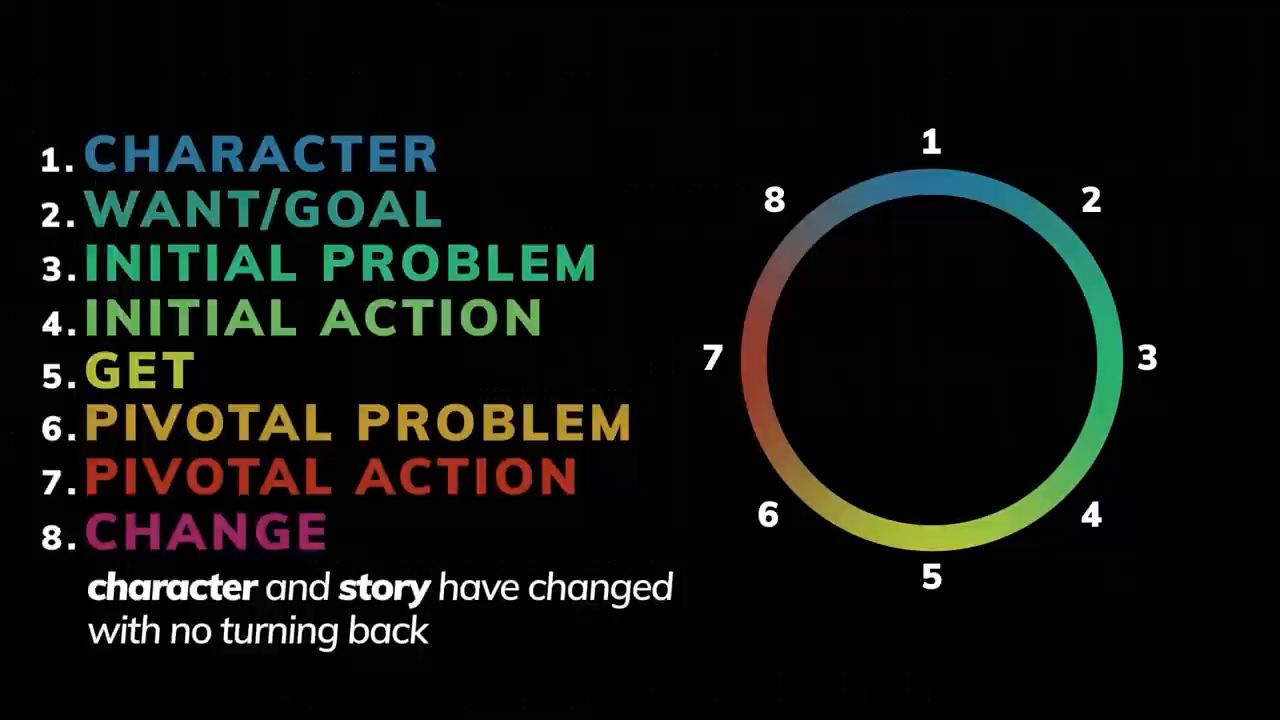 1. CHARACTER
2. WANT/GOAL
3. INITIAL PROBLEM
4. INITIAL ACTION
5. GET
6. PIVOTAL PROBLEM
7. PIVOTAL ACTION
8. CHANGE
character and story have changed
with no turning back
1
2
3
4
5
6
7
8